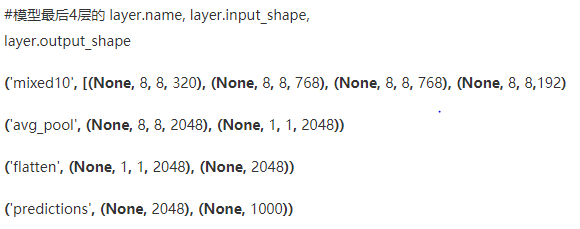 #模型最后4层的 layer.name, layer.input_shape,
layer.output_shape
('mixed10', [(None, 8, 8, 320), (None, 8, 8, 768), (None, 8, 8, 768), (None, 8, 8,192)
('avg_pool', (None, 8, 8, 2048), (None, 1, 1, 2048))
('flatten', (None, 1, 1, 2048), (None, 2048))
('predictions', (None, 2048), (None, 1000))